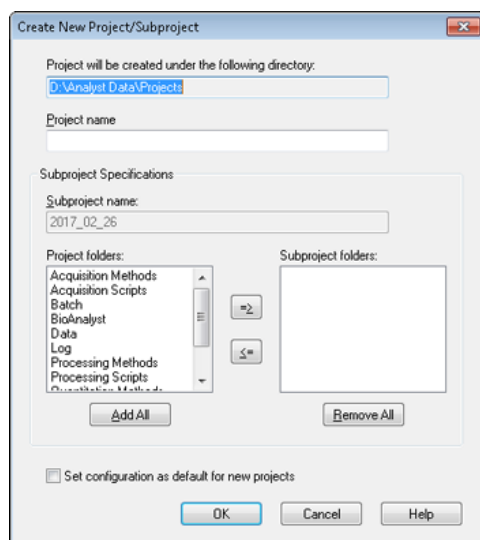 Create New Project/Subproject
Project will be created under the following directory:
D:\Analyst Data\Projects
Project name
Subproject Specifications
Subproject name:
2017_02_26
Project folders:
Subproject folders:
Acquisition Methods
Acquisition Scripts
Batch
BioAnalyst
Data
Log
Processing Methods
Processing Scripts
=>
<=
Add All
Remove All
Set configuration as default for new projects
OK
Cancel
Help